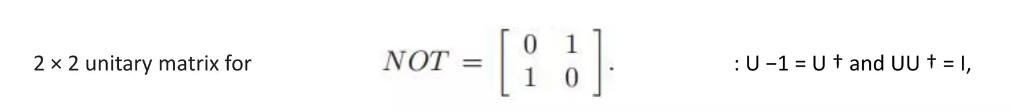 2 × 2 unitary matrix for NOT = [ 0 1
1 0 ]. : U −1 = U † and UU † = I,